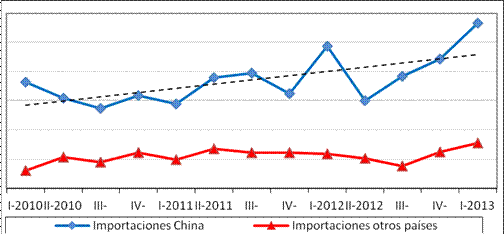 I-2010 II-2010 III- IV- I-2011 II-2011 III- IV- I-2012 II-2012 III- IV- I-2013
Importaciones China Importaciones otros países